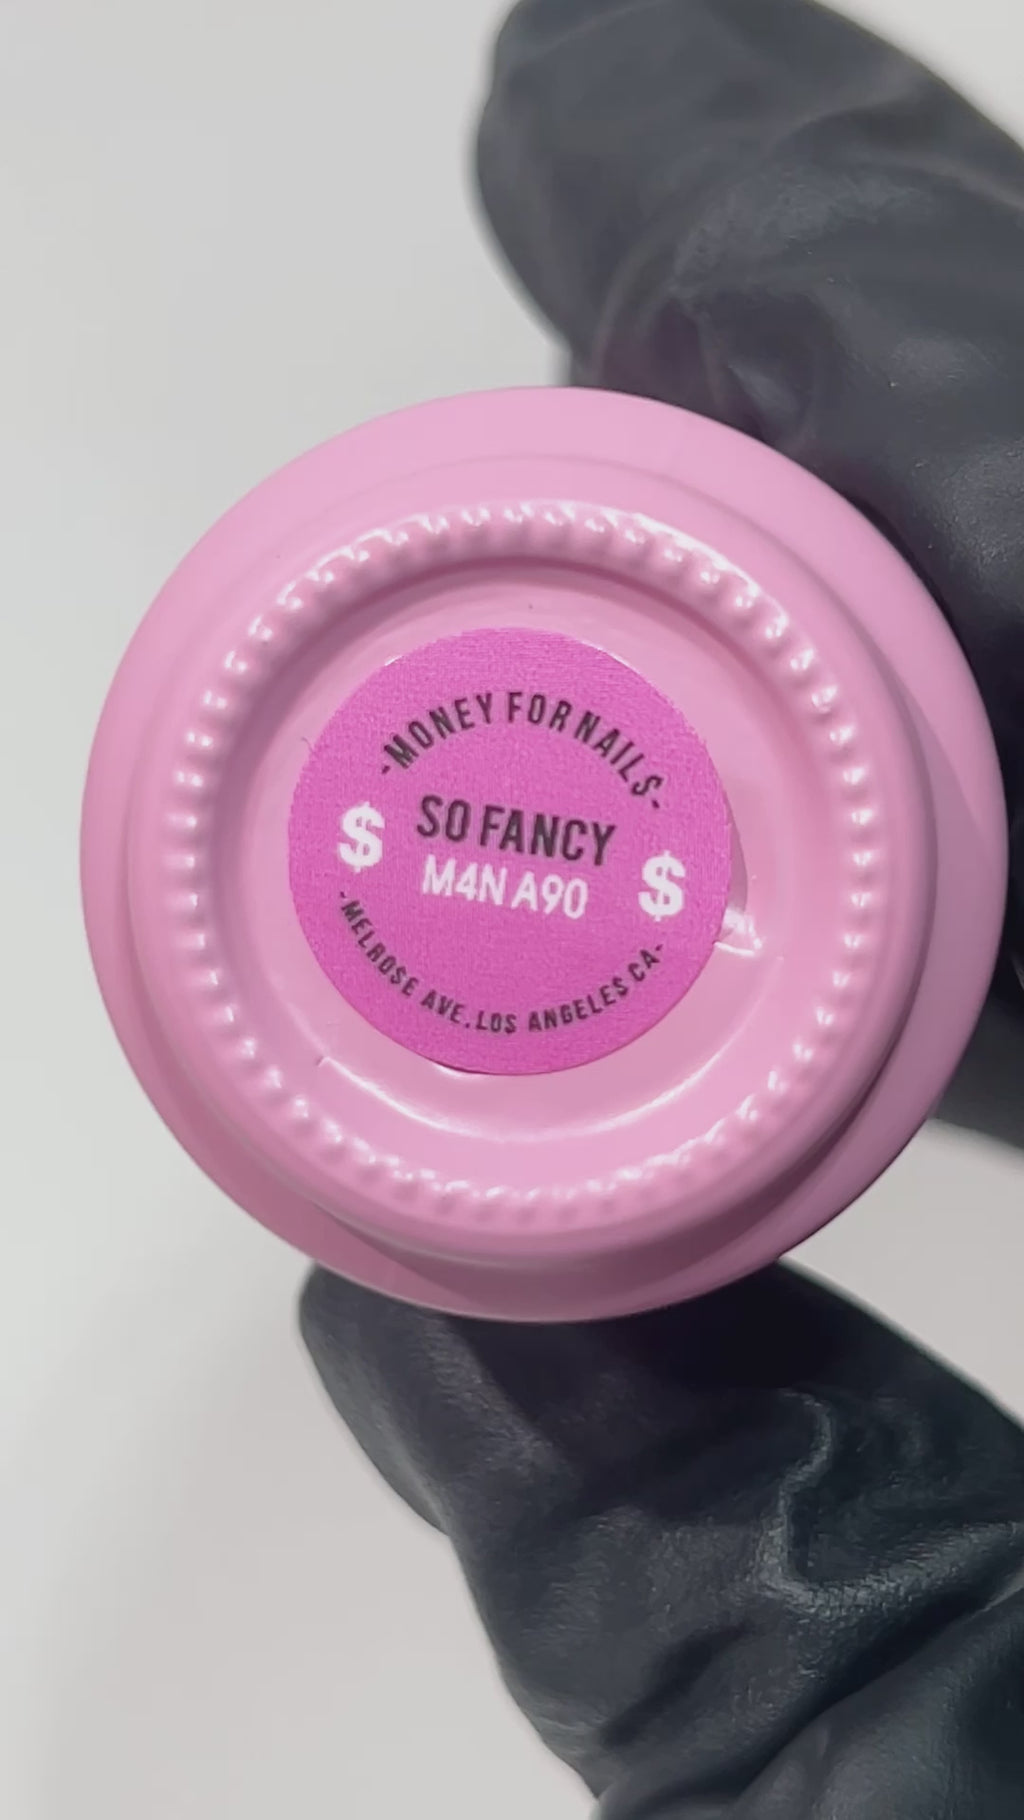 -MONEY FOR NAILS-
SO FANCY
$ $
M4N A90
-MELROSE AVE. LOS ANGELES CA-